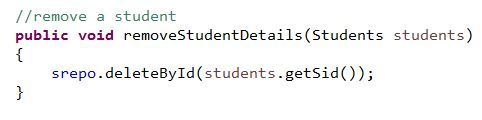 //remove a student
public void removeStudentDetails(Students students)
{
    srepo.deleteById(students.getSid());
}